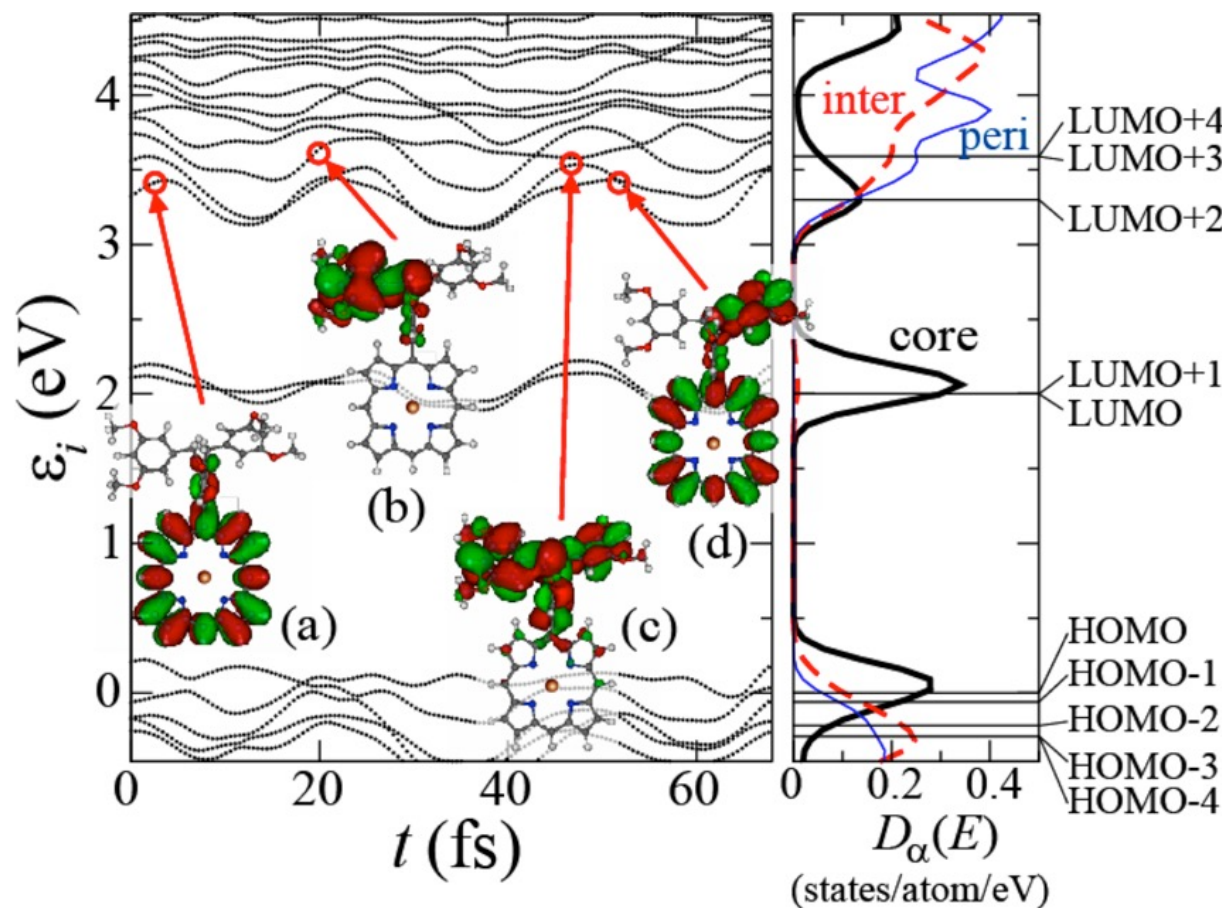 εi (eV)
4
3
2
1
0
0
20
40
60
t (fs)
(a)
(b)
(c)
(d)
inter
peri
core
LUMO+4
LUMO+3
LUMO+2
LUMO+1
LUMO
HOMO
HOMO-1
HOMO-2
HOMO-3
HOMO-4
0 0.2 0.4
Dα(E)
(states/atom/eV)